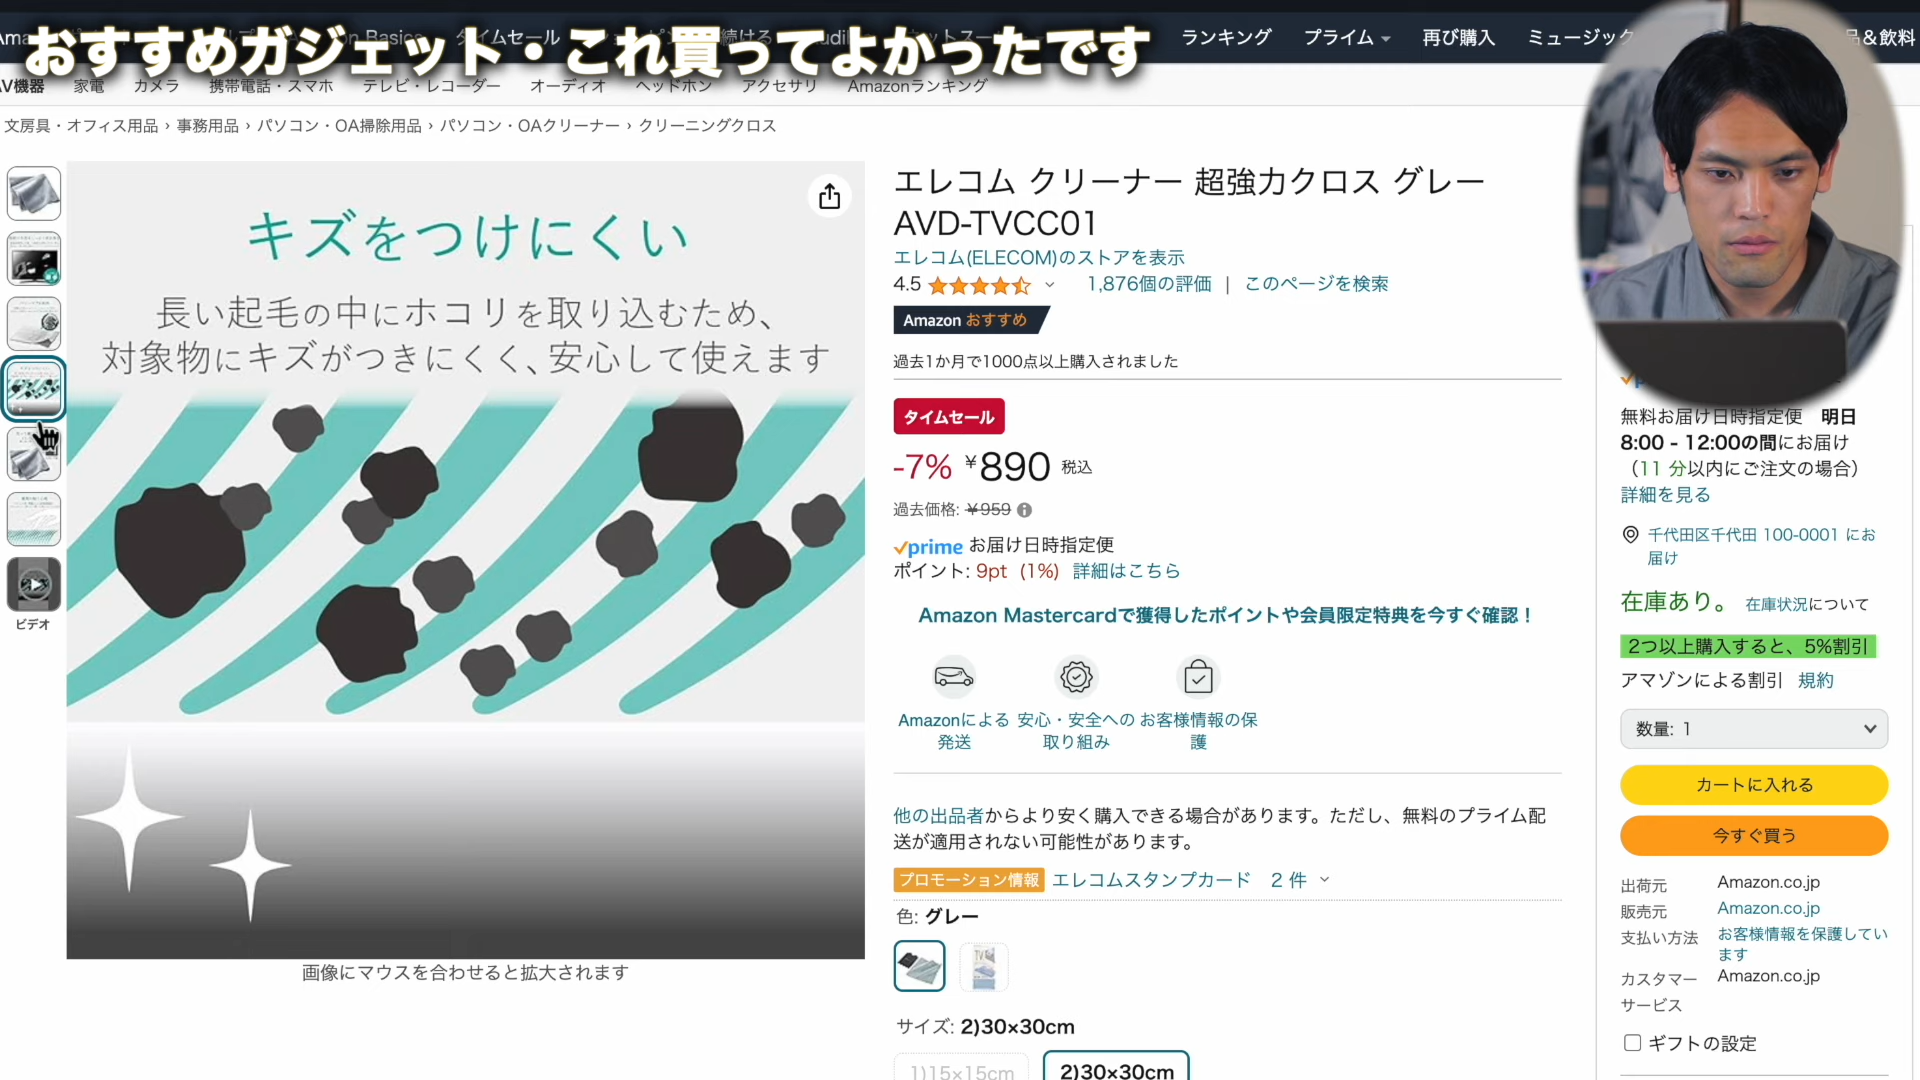 おすすめガジェット・これ買ってよかったです
ランキング
プライム
再び購入
ミュージック
品&飲料
AV機器
家電
カメラ
携帯電話・スマホ
テレビ・レコーダー
オーディオ
ヘッドホン
アクセサリ
Amazonランキング
文房具・オフィス用品 › 事務用品 › パソコン・OA掃除用品 › パソコン・OAクリーナー › クリーニングクロス
キズをつけにくい
長い起毛の中にホコリを取り込むため、
対象物にキズがつきにくく、安心して使えます
ビデオ
画像にマウスを合わせると拡大されます
エレコム クリーナー 超強力クロス グレー
AVD-TVCC01
エレコム(ELECOM)のストアを表示
4.5
1,876個の評価 | このページを検索
Amazon おすすめ
過去1か月で1000点以上購入されました
タイムセール
-7% ¥890 税込
過去価格: ¥959
prime お届け日時指定便
ポイント: 9pt (1%) 詳細はこちら
Amazon Mastercardで獲得したポイントや会員限定特典を今すぐ確認！
Amazonによる
発送
安心・安全への
取り組み
お客様情報の保
護
他の出品者からより安く購入できる場合があります。ただし、無料のプライム配
送が適用されない可能性があります。
プロモーション情報 エレコムスタンプカード 2 件
色: グレー
サイズ: 2)30×30cm
1)15×15cm
2)30×30cm
無料お届け日時指定便 明日
8:00 - 12:00の間にお届け
（11 分以内にご注文の場合）
詳細を見る
千代田区千代田 100-0001 にお
届け
在庫あり。 在庫状況について
2つ以上購入すると、5%割引
アマゾンによる割引 規約
数量: 1
カートに入れる
今すぐ買う
出荷元 Amazon.co.jp
販売元 Amazon.co.jp
支払い方法 お客様情報を保護してい
ます
カスタマー Amazon.co.jp
サービス
ギフトの設定